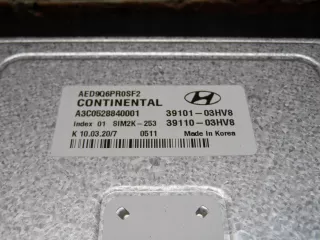 AED9Q6PR0SF2
CONTINENTAL
A3C0528840001 39101-03HV8
Index 01 SIM2K-253 39110-03HV8
K 10.03.20/7 0511 Made in Korea